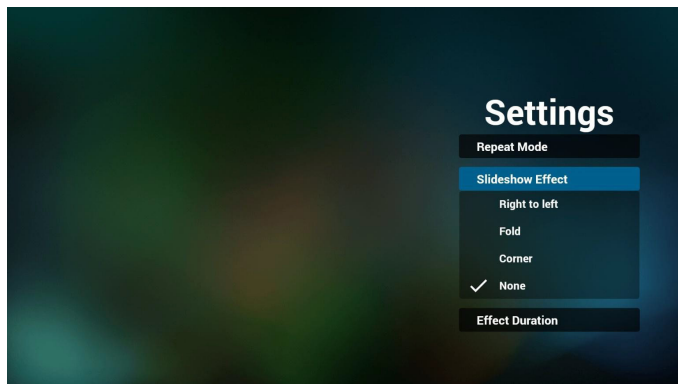 Settings
Repeat Mode
Slideshow Effect
Right to left
Fold
Corner
None
Effect Duration